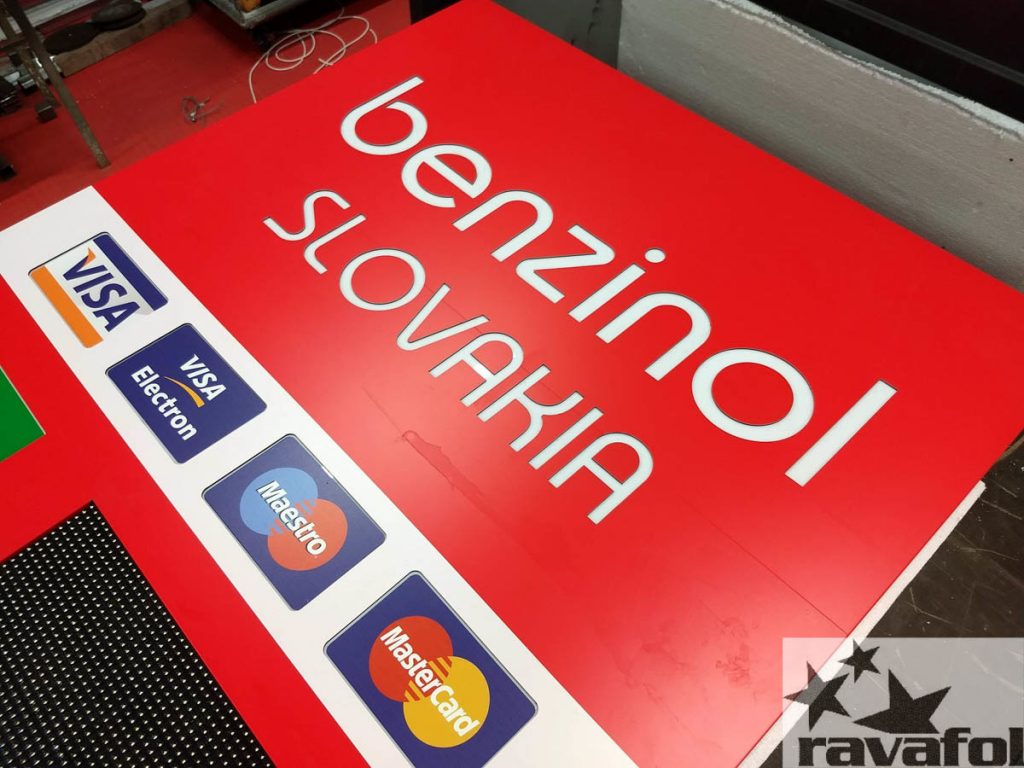 benzinol
SLOVAKIA
VISA
VISA
Electron
Maestro
MasterCard
ravafol